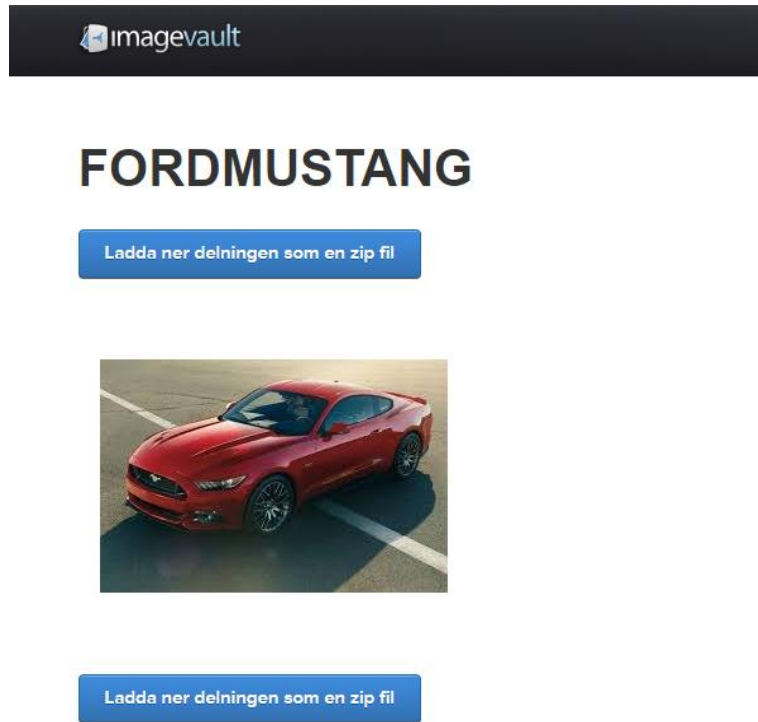 imagevault
FORDMUSTANG
Ladda ner delningen som en zip fil
Ladda ner delningen som en zip fil